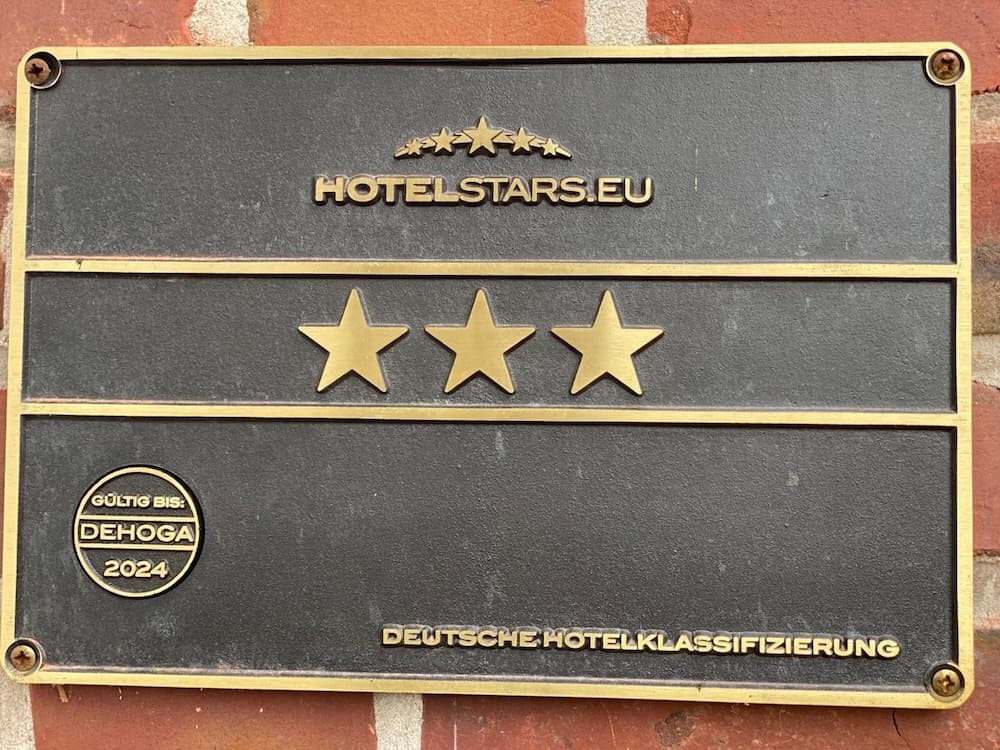 HOTELSTARS.EU
GÜLTIG BIS:
DEHOGA
2024
DEUTSCHE HOTELKLASSIFIZIERUNG